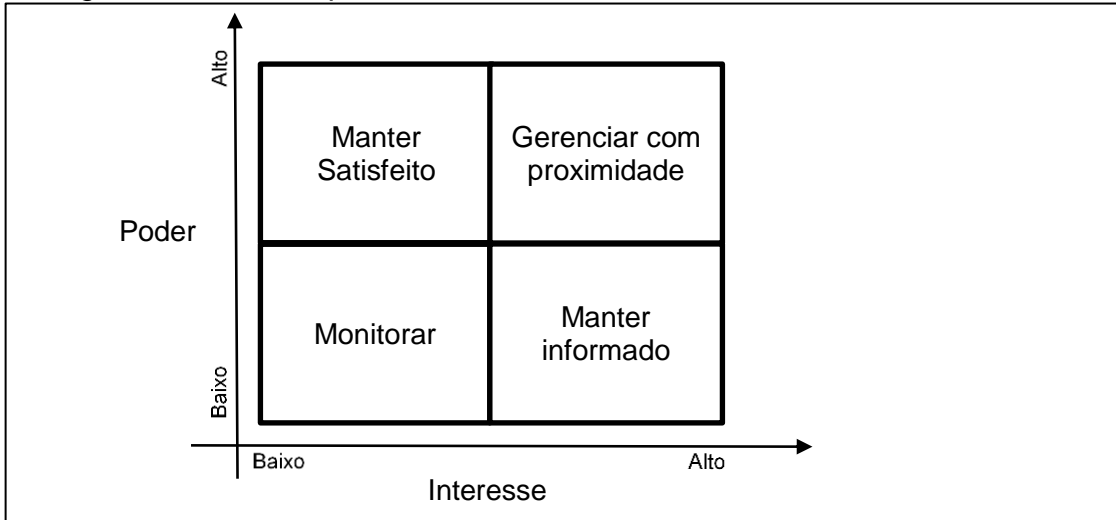 Alto
Manter
Satisfeito
Gerenciar com
proximidade
Poder
Monitorar
Manter
informado
Baixo
Baixo
Alto
Interesse